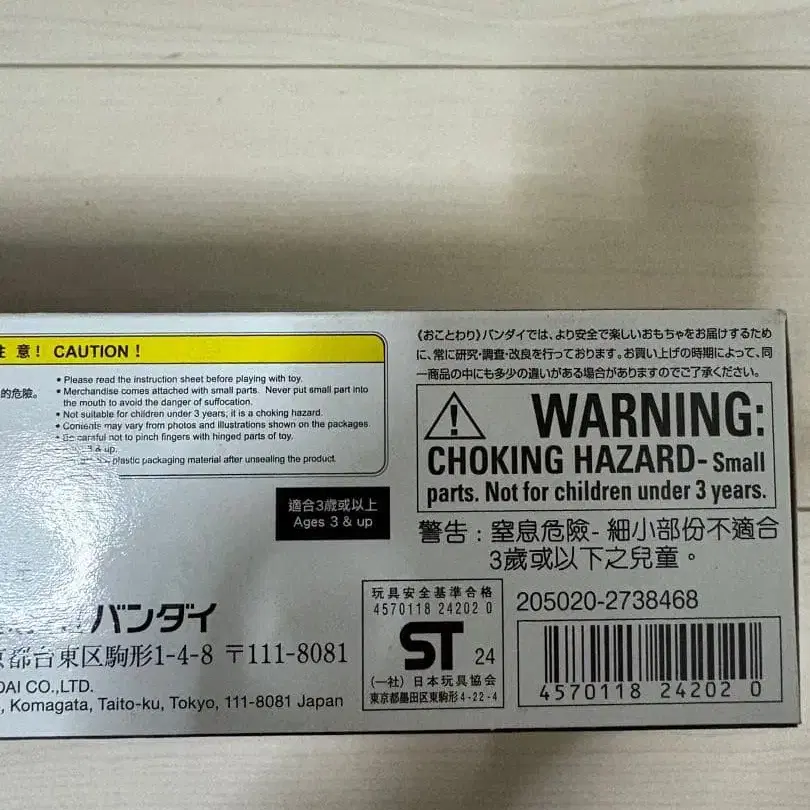 注意! CAUTION!
的危險。
• Please read the instruction sheet before playing with toy.
• Merchandise comes attached with small parts. Never put small part into
the mouth to avoid the danger of suffocation.
• Not suitable for children under 3 years; it is a choking hazard.
• Contents may vary from photos and illustrations shown on the packages
• Be careful not to pinch fingers with hinged parts of toy.
3 & up.
plastic packaging material after unsealing the product.
適合3歲或以上
Ages 3 & up
《おことわり》バンダイでは、より安全で楽しいおもちゃをお届けするため
に、常に研究・調査・改良を行っております。お買い上げの時期によって、同
一商品の中にも多少の違いがある場合がありますのでご了承ください。
WARNING:
CHOKING HAZARD- Small
parts. Not for children under 3 years.
警告:窒息危險- 細小部份不適合
3歲或以下之兒童。
バンダイ
京都台東区駒形1-4-8 〒111-8081
DAI CO.,LTD.
, Komagata, Taito-ku, Tokyo, 111-8081 Japan
玩具安全基準合格
4570118 24202 0
ST 24
(一社) 日本玩具協会
東京都墨田区東駒形4-22-4
205020-2738468
4570118 242020